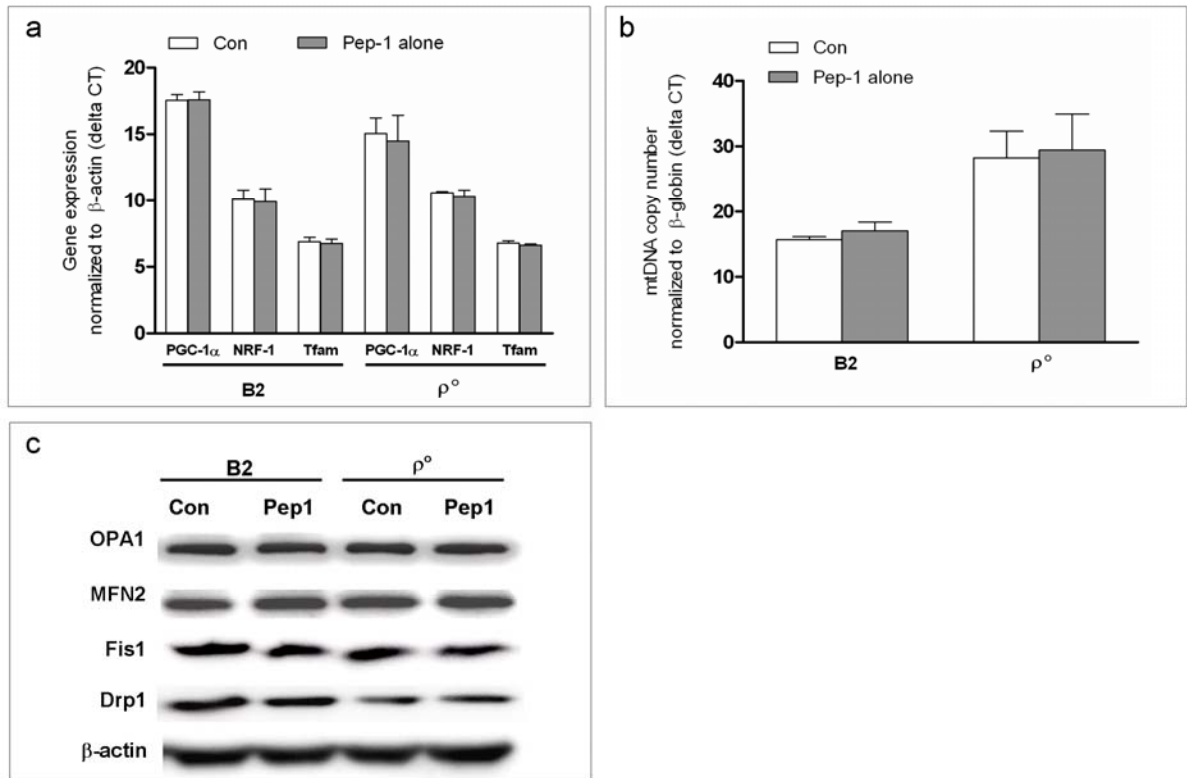 a
Con Pep-1 alone
Gene expression
normalized to β-actin (delta CT)
20
15
10
5
0
PGC-1α NRF-1 Tfam PGC-1α NRF-1 Tfam
B2 ρ°
b
Con
Pep-1 alone
mtDNA copy number
normalized to β-globin (delta CT)
40
30
20
10
0
B2 ρ°
c
B2 ρ°
Con Pep1 Con Pep1
OPA1
MFN2
Fis1
Drp1
β-actin